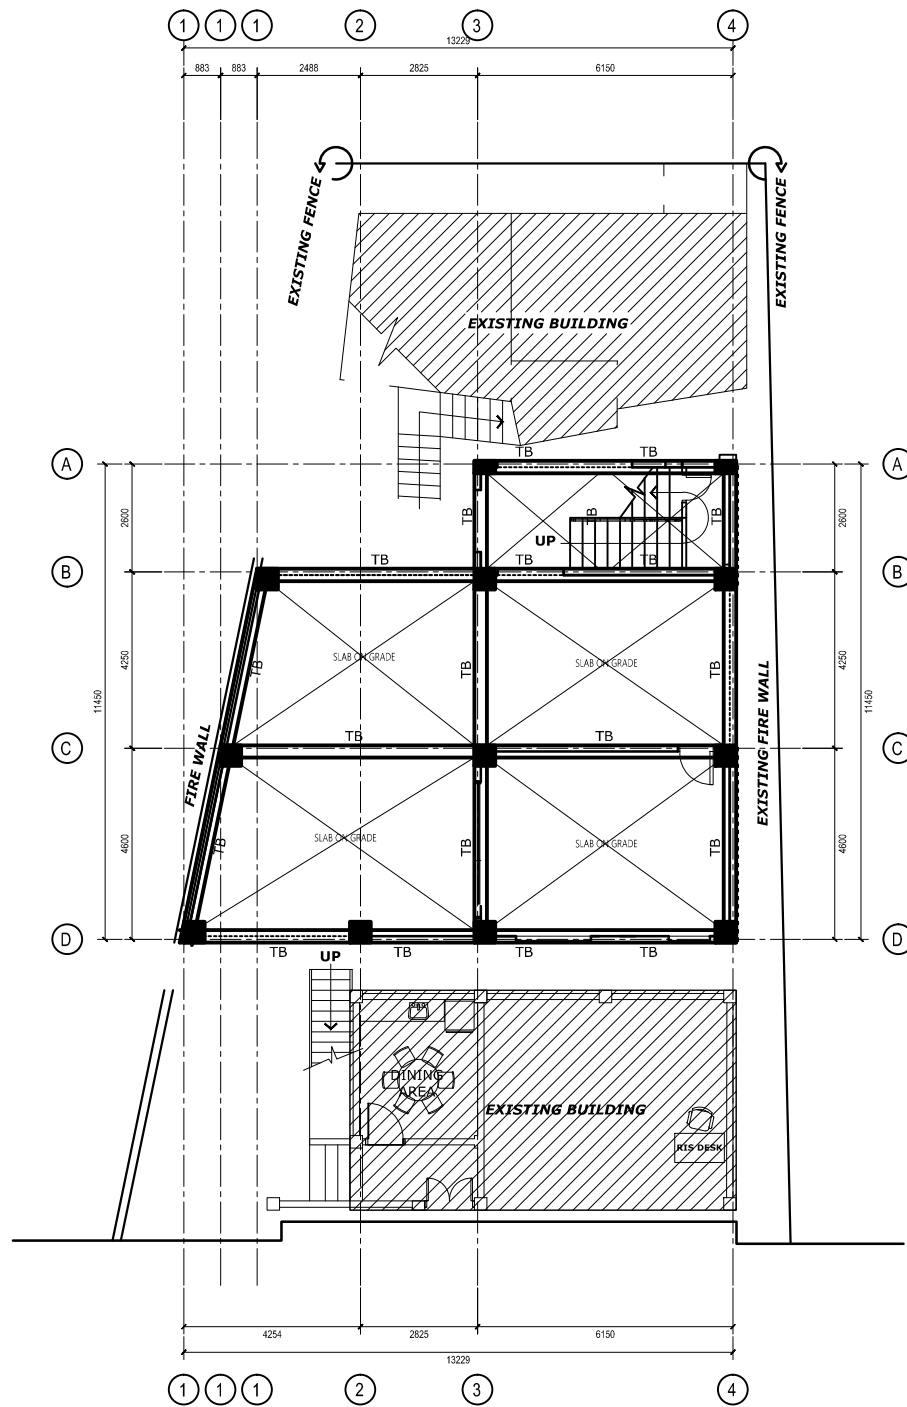 1 1 1 2 3 4
13229
883 883 2488 2825 6150
EXISTING FENCE
EXISTING FENCE
EXISTING BUILDING
A TB TB A
2600 TB TB TB 2600
UP
TB TB TB
B B
11450 4250 TB SLAB ON GRADE TB SLAB ON GRADE TB 4250 11450
FIRE WALL
EXISTING FIRE WALL
TB TB
C C
4600 TB SLAB ON GRADE TB SLAB ON GRADE TB 4600
D D
TB TB TB TB
UP
DINING
AREA
EXISTING BUILDING
RIS DESK
4254 2825 6150
13229
1 1 1 2 3 4